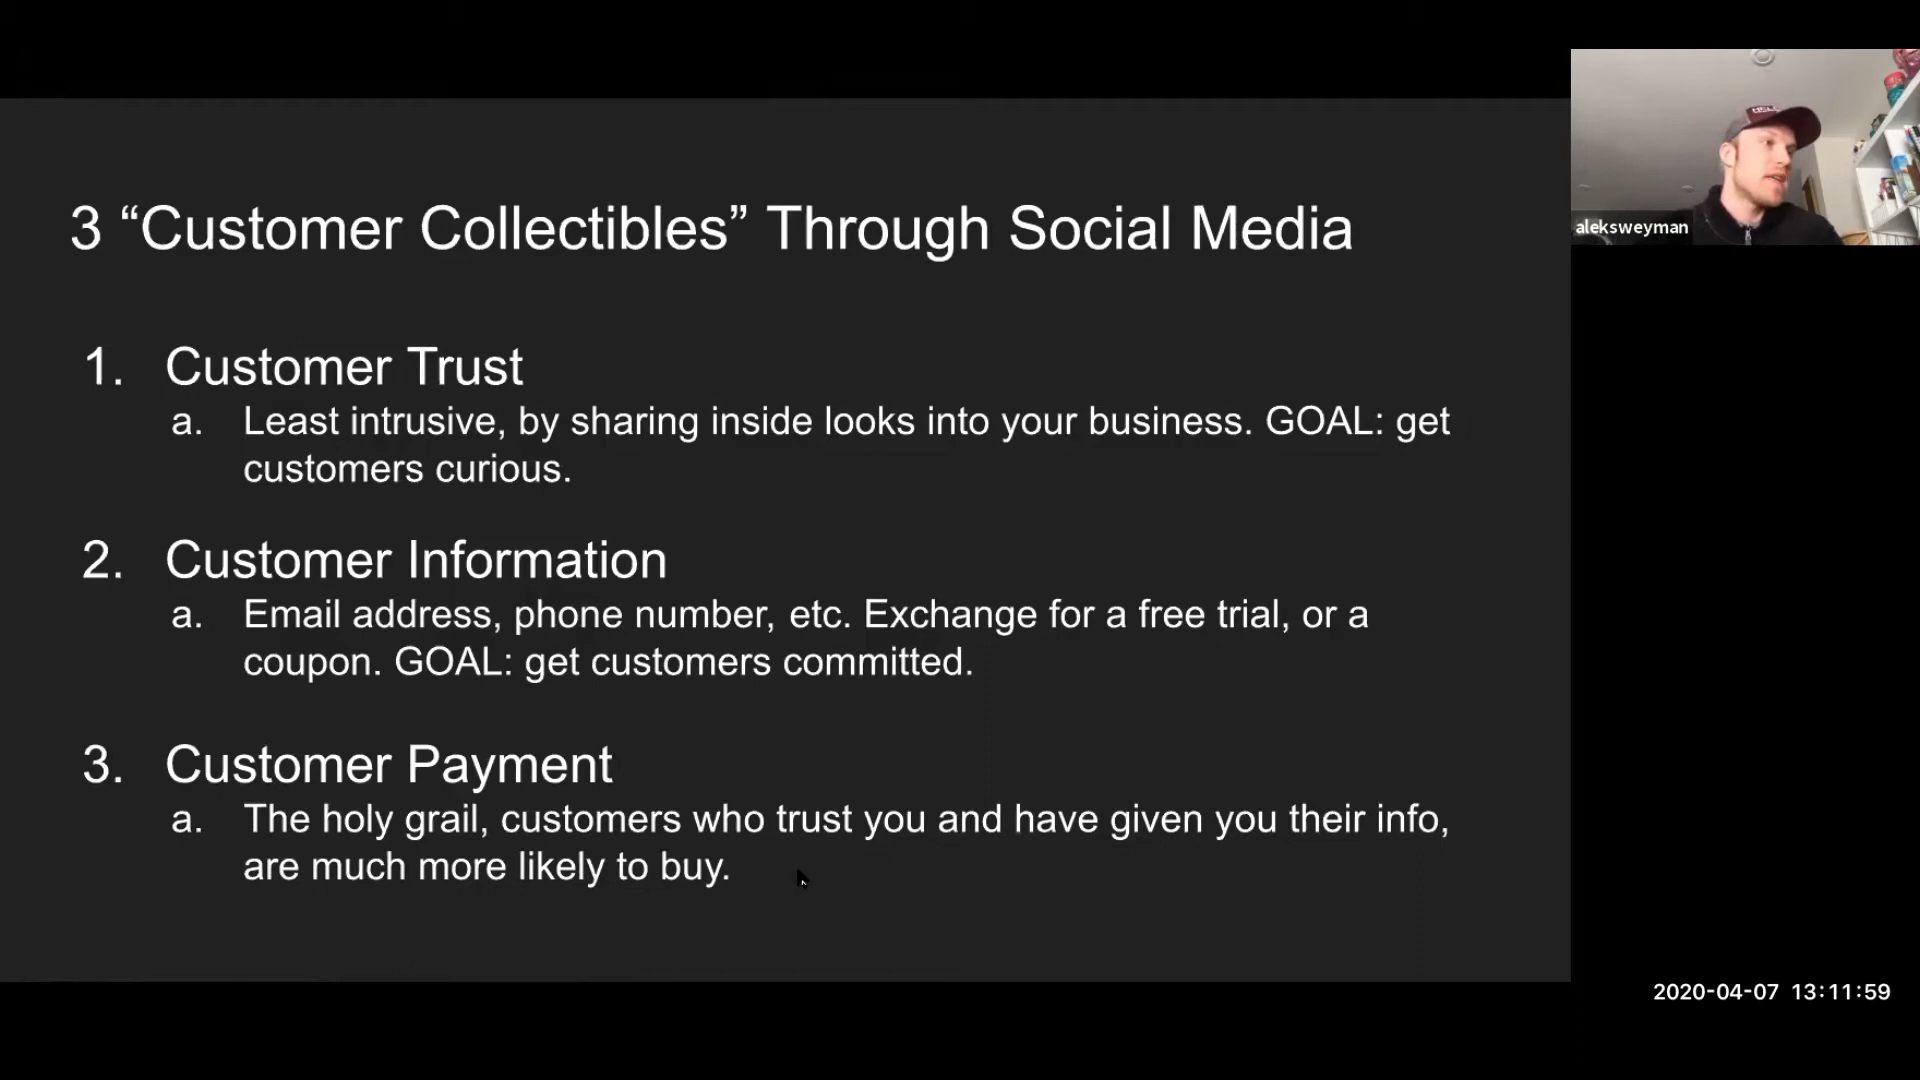 3 “Customer Collectibles” Through Social Media
1. Customer Trust
a. Least intrusive, by sharing inside looks into your business. GOAL: get
customers curious.
2. Customer Information
a. Email address, phone number, etc. Exchange for a free trial, or a
coupon. GOAL: get customers committed.
3. Customer Payment
a. The holy grail, customers who trust you and have given you their info,
are much more likely to buy.
aleksweyman
2020-04-07 13:11:59